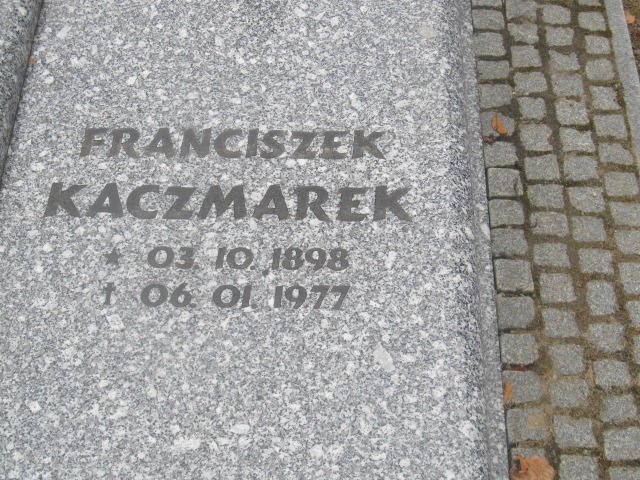 FRANCISZEK
KACZMAREK
★ 03. 10. 1898
† 06. 01. 1977